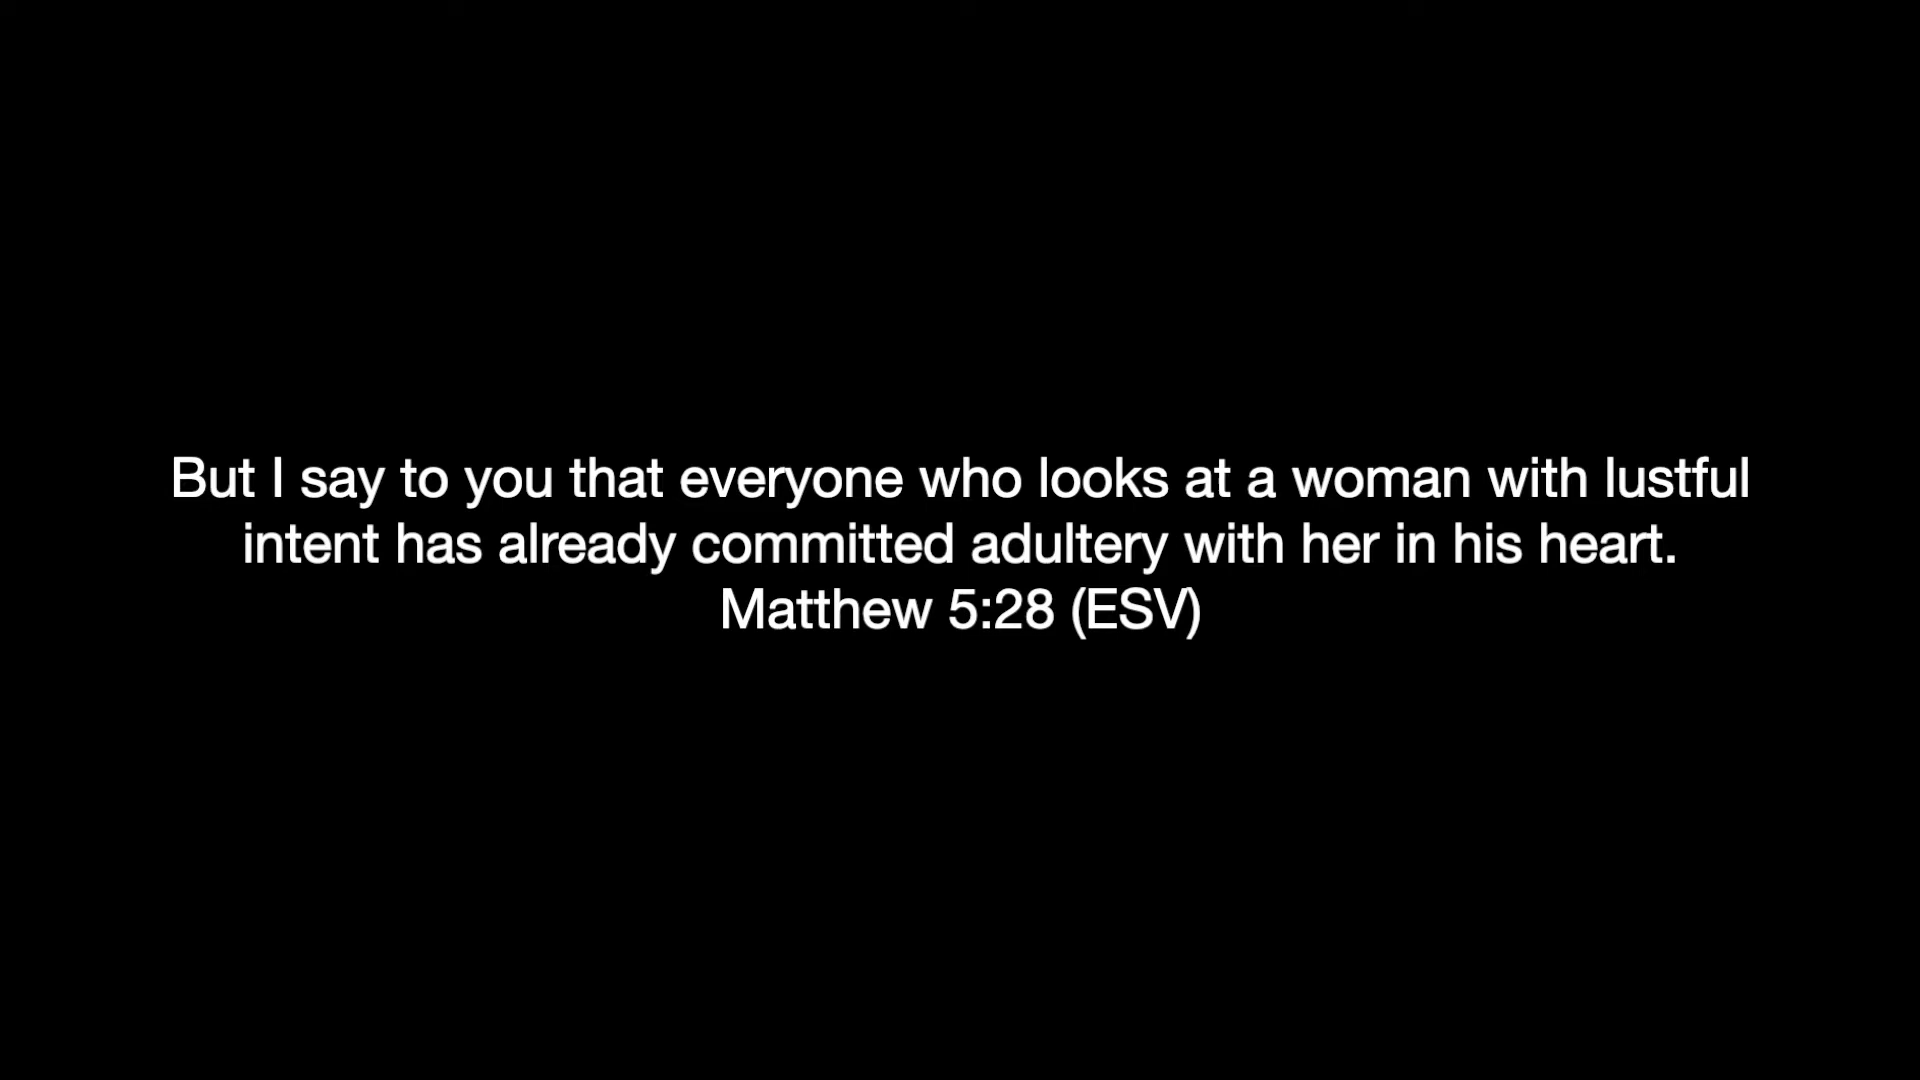 But I say to you that everyone who looks at a woman with lustful
intent has already committed adultery with her in his heart.
Matthew 5:28 (ESV)